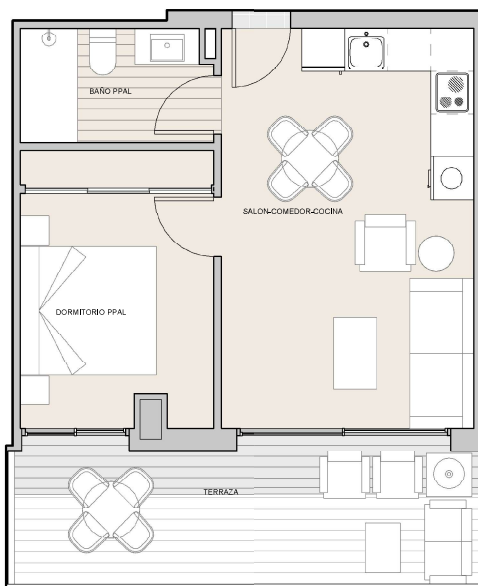 BAÑO PPAL
SALON-COMEDOR-COCINA
DORMITORIO PPAL
TERRAZA